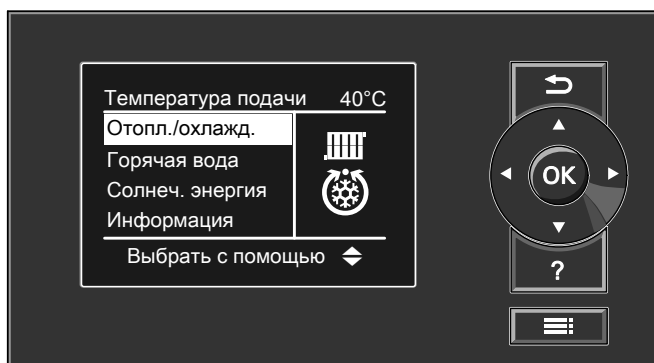 Температура подачи 40°C
Отопл./охлажд.
Горячая вода
Солнеч. энергия
Информация
Выбрать с помощью
OK
?